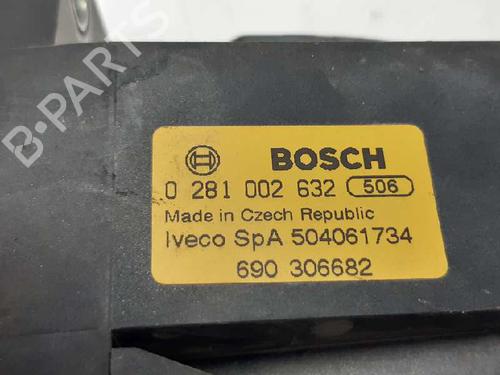 BOSCH
0 281 002 632 506
Made in Czech Republic
Iveco SpA 504061734
690 306682
B-PARTS